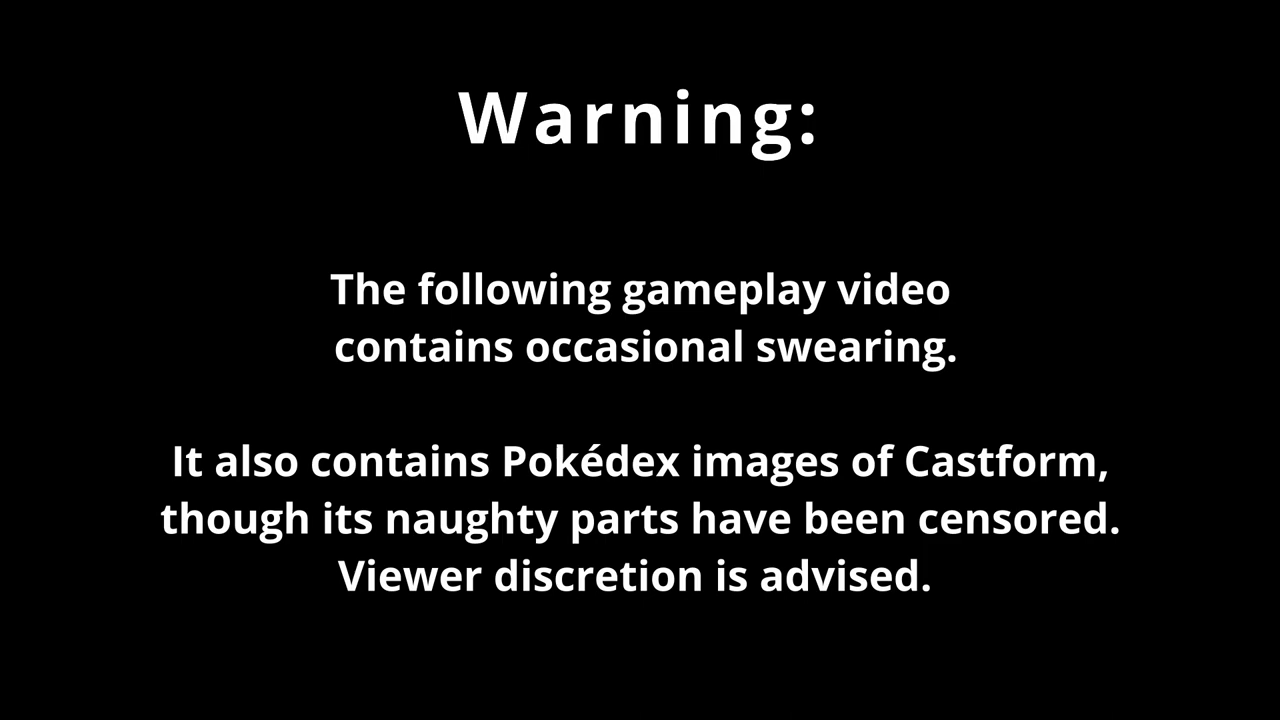 Warning:
The following gameplay video
contains occasional swearing.
It also contains Pokédex images of Castform,
though its naughty parts have been censored.
Viewer discretion is advised.